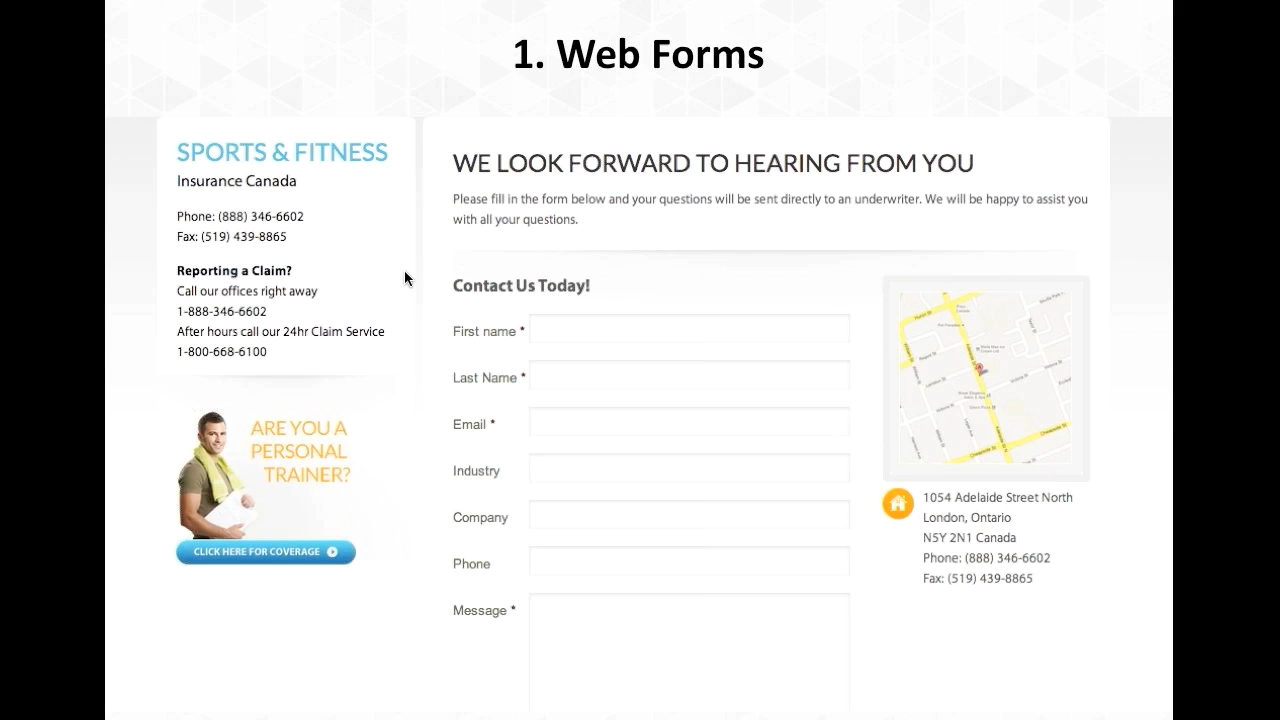 1. Web Forms
SPORTS & FITNESS
Insurance Canada
Phone: (888) 346-6602
Fax: (519) 439-8865
Reporting a Claim?
Call our offices right away
1-888-346-6602
After hours call our 24hr Claim Service
1-800-668-6100
ARE YOU A
PERSONAL
TRAINER?
CLICK HERE FOR COVERAGE
WE LOOK FORWARD TO HEARING FROM YOU
Please fill in the form below and your questions will be sent directly to an underwriter. We will be happy to assist you
with all your questions.
Contact Us Today!
First name *
Last Name *
Email *
Industry
Company
Phone
Message *
1054 Adelaide Street North
London, Ontario
N5Y 2N1 Canada
Phone: (888) 346-6602
Fax: (519) 439-8865